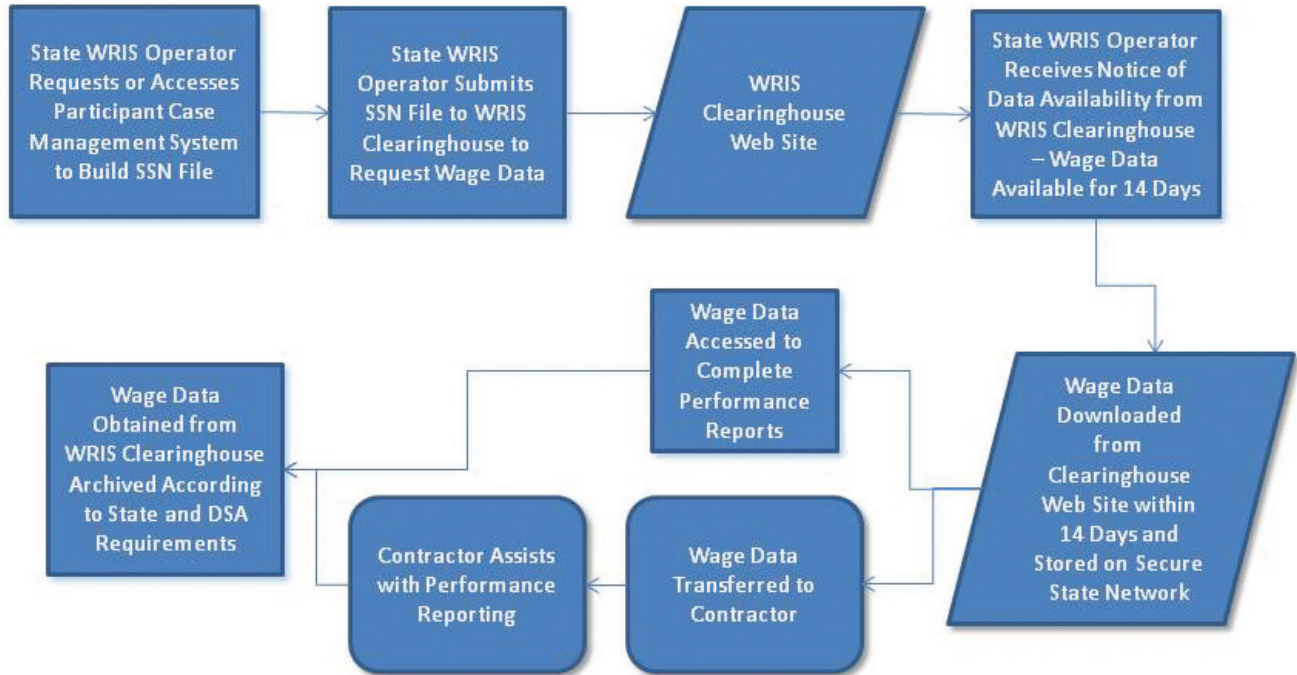 State WRIS Operator
Requests or Accesses
Participant Case
Management System
to Build SSN File
State WRIS
Operator Submits
SSN File to WRIS
Clearinghouse to
Request Wage Data
WRIS
Clearinghouse
Web Site
State WRIS Operator
Receives Notice of
Data Availability from
WRIS Clearinghouse
– Wage Data
Available for 14 Days
Wage Data
Downloaded
from
Clearinghouse
Web Site within
14 Days and
Stored on Secure
State Network
Wage Data
Accessed to
Complete
Performance
Reports
Wage Data
Transferred to
Contractor
Contractor Assists
with Performance
Reporting
Wage Data
Obtained from
WRIS Clearinghouse
Archived According
to State and DSA
Requirements